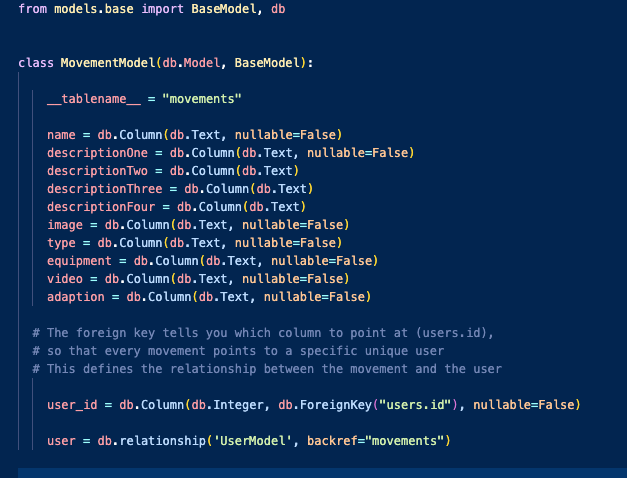 from models.base import BaseModel, db
class MovementModel(db.Model, BaseModel):
__tablename__ = "movements"
name = db.Column(db.Text, nullable=False)
descriptionOne = db.Column(db.Text, nullable=False)
descriptionTwo = db.Column(db.Text)
descriptionThree = db.Column(db.Text)
descriptionFour = db.Column(db.Text)
image = db.Column(db.Text, nullable=False)
type = db.Column(db.Text, nullable=False)
equipment = db.Column(db.Text, nullable=False)
video = db.Column(db.Text, nullable=False)
adaption = db.Column(db.Text, nullable=False)
# The foreign key tells you which column to point at (users.id),
# so that every movement points to a specific unique user
# This defines the relationship between the movement and the user
user_id = db.Column(db.Integer, db.ForeignKey("users.id"), nullable=False)
user = db.relationship('UserModel', backref="movements")